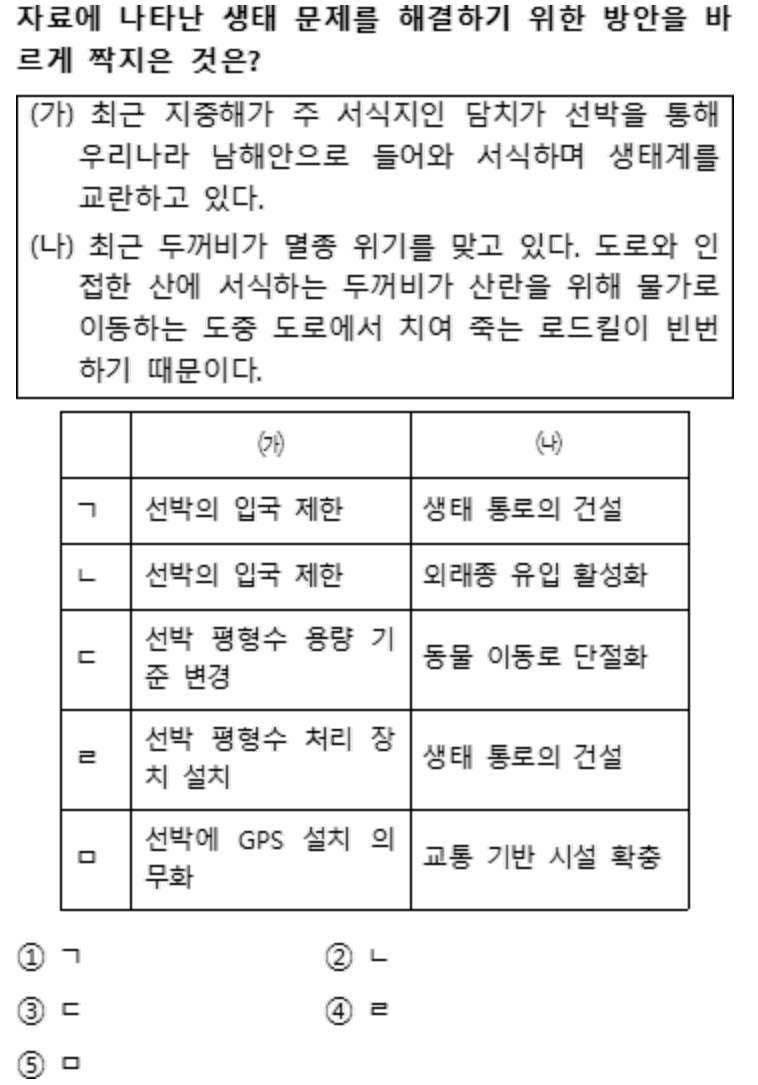 자료에 나타난 생태 문제를 해결하기 위한 방안을 바
르게 짝지은 것은?
(가) 최근 지중해가 주 서식지인 담치가 선박을 통해
우리나라 남해안으로 들어와 서식하며 생태계를
교란하고 있다.
(나) 최근 두꺼비가 멸종 위기를 맞고 있다. 도로와 인
접한 산에 서식하는 두꺼비가 산란을 위해 물가로
이동하는 도중 도로에서 치여 죽는 로드킬이 빈번
하기 때문이다.
㈎ ㈏
ㄱ 선박의 입국 제한 생태 통로의 건설
ㄴ 선박의 입국 제한 외래종 유입 활성화
ㄷ 선박 평형수 용량 기
준 변경 동물 이동로 단절화
ㄹ 선박 평형수 처리 장
치 설치 생태 통로의 건설
ㅁ 선박에 GPS 설치 의
무화 교통 기반 시설 확충
① ㄱ ② ㄴ
③ ㄷ ④ ㄹ
⑤ ㅁ